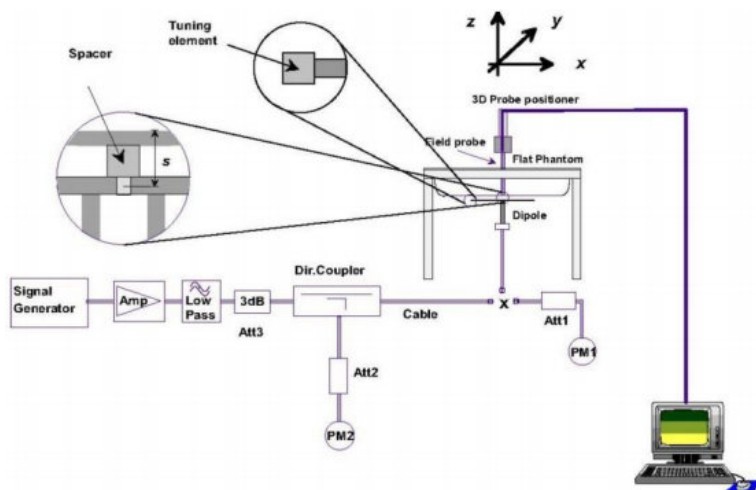 Tuning
element
Spacer
s
z
y
x
3D Probe positioner
Field probe
Flat Phantom
Dipole
Signal
Generator
Amp
Low
Pass
3dB
Att3
Dir.Coupler
Cable
x
Att1
PM1
Att2
PM2